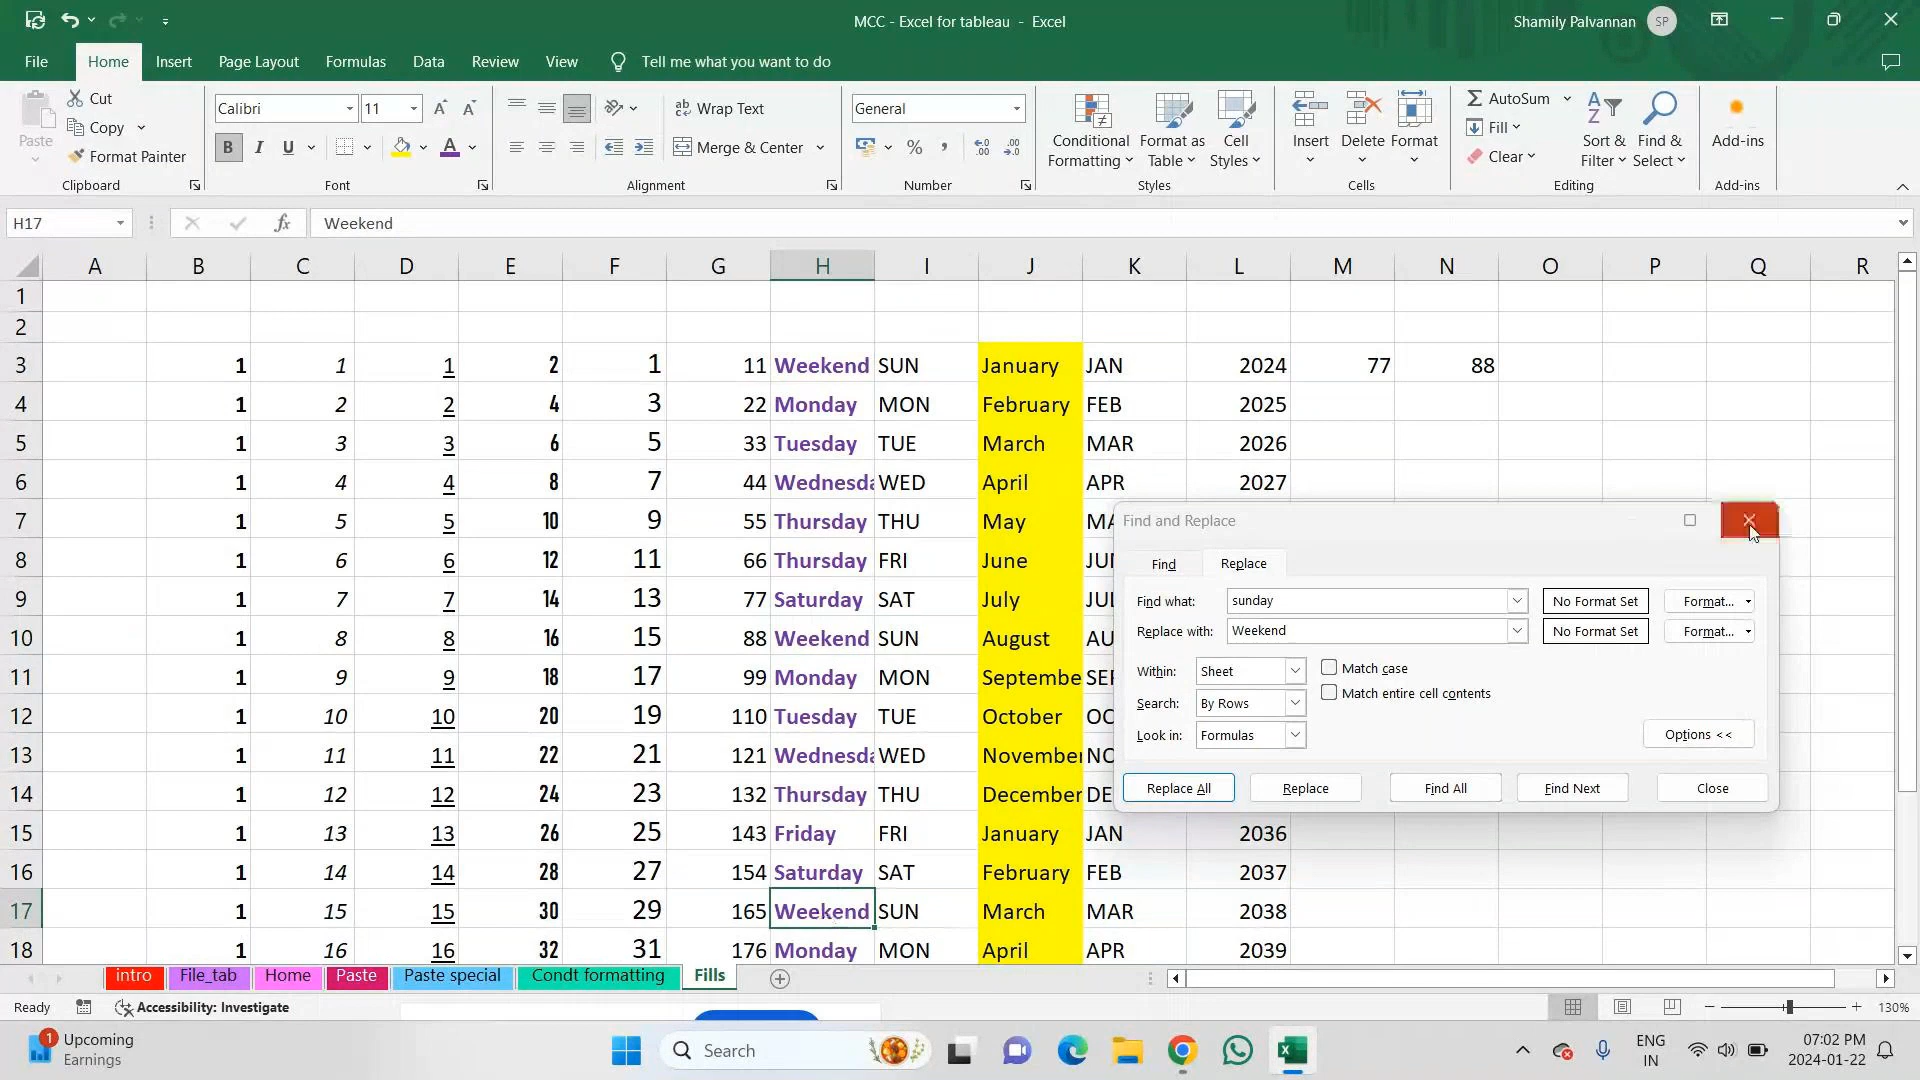 MCC - Excel for tableau - Excel
Shamily Palvannan SP
File Home Insert Page Layout Formulas Data Review View Tell me what you want to do
Paste Cut Copy Format Painter Clipboard
Calibri 11 A A B I U A Font
ab Wrap Text Merge & Center Alignment
General % , Number
Conditional Formatting Format as Table Cell Styles Styles
Insert Delete Format Cells
AutoSum Fill Clear Sort & Filter Find & Select Editing
Add-ins Add-ins
H17 fx Weekend
A B C D E F G H I J K L M N O P Q R
1
2
3 1 1 1 2 1 11 Weekend SUN January JAN 2024 77 88
4 1 2 2 4 3 22 Monday MON February FEB 2025
5 1 3 3 6 5 33 Tuesday TUE March MAR 2026
6 1 4 4 8 7 44 Wednesda WED April APR 2027
7 1 5 5 10 9 55 Thursday THU May MA
8 1 6 6 12 11 66 Thursday FRI June JU
9 1 7 7 14 13 77 Saturday SAT July JUL
10 1 8 8 16 15 88 Weekend SUN August AU
11 1 9 9 18 17 99 Monday MON Septembe SEP
12 1 10 10 20 19 110 Tuesday TUE October OC
13 1 11 11 22 21 121 Wednesda WED November NO
14 1 12 12 24 23 132 Thursday THU December DE
15 1 13 13 26 25 143 Friday FRI January JAN 2036
16 1 14 14 28 27 154 Saturday SAT February FEB 2037
17 1 15 15 30 29 165 Weekend SUN March MAR 2038
18 1 16 16 32 31 176 Monday MON April APR 2039
Find and Replace
Find Replace
Find what: sunday No Format Set Format...
Replace with: Weekend No Format Set Format...
Within: Sheet Match case
Search: By Rows Match entire cell contents
Look in: Formulas Options <<
Replace All Replace Find All Find Next Close
intro File_tab Home Paste Paste special Condt formatting Fills
Ready Accessibility: Investigate 130%
1 Upcoming
Earnings
Search
ENG
IN
07:02 PM
2024-01-22